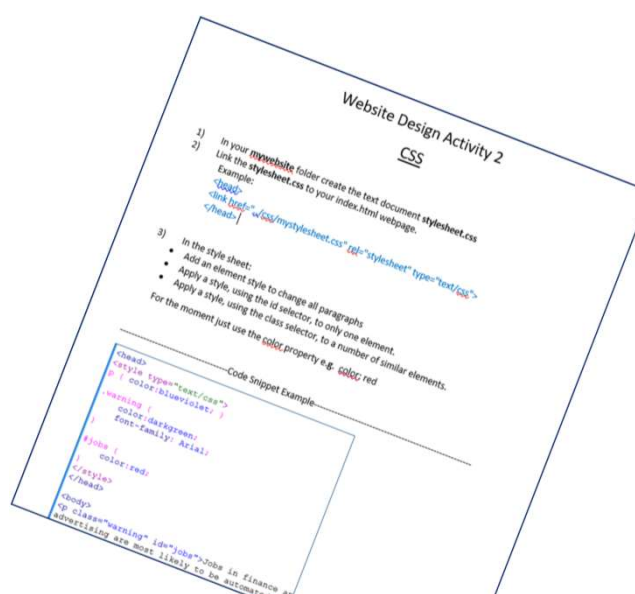 Website Design Activity 2
CSS
1) In your mywebsite folder create the text document stylesheet.css
2) Link the stylesheet.css to your index.html webpage.
Example:
<head>
<link href="../css/mystylesheet.css" rel="stylesheet" type="text/css">
</head>
3) In the style sheet:
• Add an element style to change all paragraphs
• Apply a style, using the id selector, to only one element.
• Apply a style, using the class selector, to a number of similar elements.
For the moment just use the color property e.g. color: red
Code Snippet Example
<head>
<style type="text/css">
p { color:blueviolet; }
.warning {
color:darkgreen;
font-family: Arial;
}
#jobs {
color:red;
}
</style>
</head>
<body>
<p class="warning" id="jobs">Jobs in finance
advertising are most likely to be